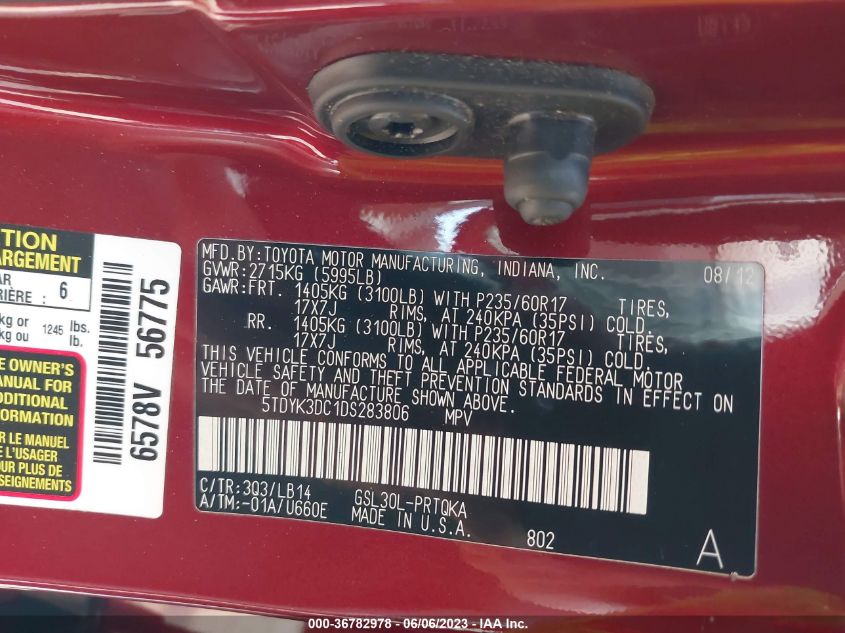 TION
ARGEMENT
AR
RIÈRE : 6
kg or 1245 lbs.
kg ou lb.
E OWNER'S
ANUAL FOR
DDITIONAL
ORMATION
R LE MANUEL
OUR PLUS DE
SEIGNEMENTS
6578V 56775
MFD.BY:TOYOTA MOTOR MANUFACTURING, INDIANA, INC. 08/12
GVWR:2715KG (5995LB)
GAWR:FRT. 1405KG (3100LB) WITH P235/60R17 TIRES,
17X7J RIMS, AT 240KPA (35PSI) COLD.
RR. 1405KG (3100LB) WITH P235/60R17 TIRES,
17X7J RIMS, AT 240KPA (35PSI) COLD.
THIS VEHICLE CONFORMS TO ALL APPLICABLE FEDERAL MOTOR
VEHICLE SAFETY AND THEFT PREVENTION STANDARDS IN EFFECT ON
THE DATE OF MANUFACTURE SHOWN ABOVE.
5TDYK3DC1DS283806 MPV
C/TR:3Q3/LB14 GSL30L-PRTQKA
A/TM:-01A/U660E MADE IN U.S.A.
802
A
000-36782978 - 06/06/2023 - IAA Inc.